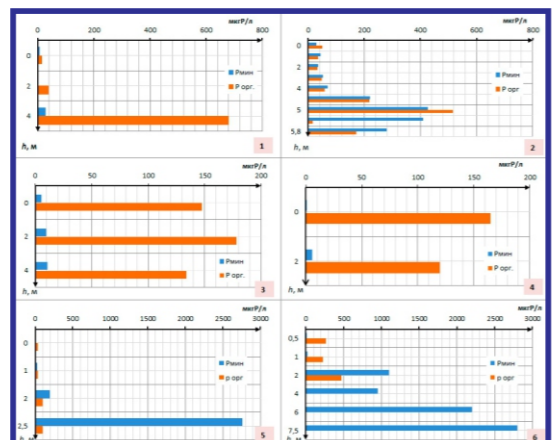 мкгР/л
0 200 400 600 800
0
2
4
h, м
Рмин
Р орг.
1
мкгР/л
0 200 400 600 800
0
2
4
5
5,8
h, м
Рмин
Р орг.
2
мкгР/л
0 50 100 150 200
0
2
4
h, м
Рмин
Р орг.
3
мкгР/л
0 50 100 150 200
0
2
h, м
Рмин
Р орг.
4
мкгР/л
0 500 1000 1500 2000 2500 3000
0
1
2
2,5
h, м
Рмин
р орг
5
мкгР/л
0 500 1000 1500 2000 2500 3000
0,5
1
2
4
6
7,5
h, м
Рмин
р орг
6